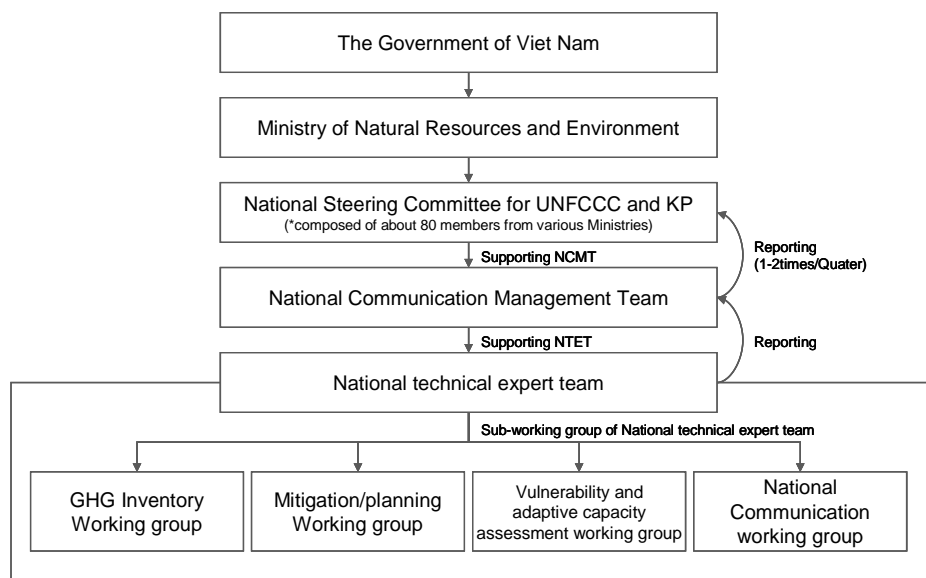 The Government of Viet Nam
Ministry of Natural Resources and Environment
National Steering Committee for UNFCCC and KP
(*composed of about 80 members from various Ministries)
Supporting NCMT
Reporting
(1-2times/Quater)
National Communication Management Team
Supporting NTET
Reporting
National technical expert team
Sub-working group of National technical expert team
GHG Inventory
Working group
Mitigation/planning
Working group
Vulnerability and
adaptive capacity
assessment working group
National
Communication
working group